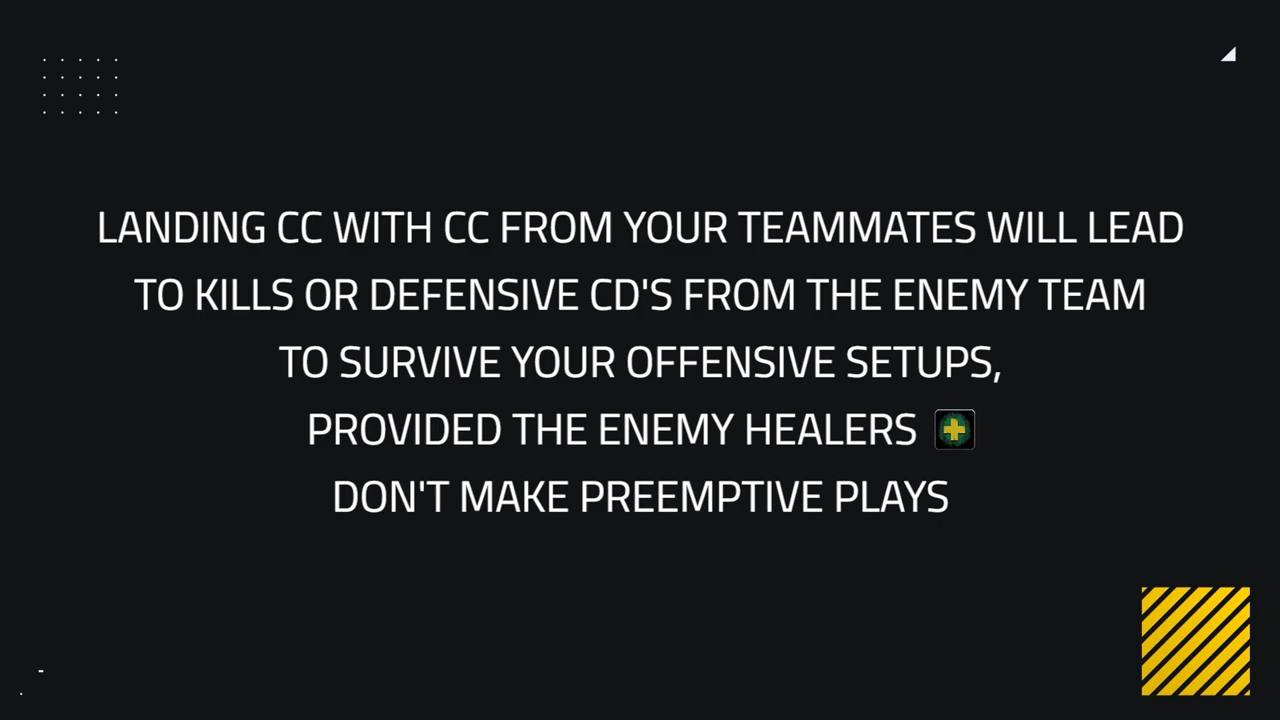 LANDING CC WITH CC FROM YOUR TEAMMATES WILL LEAD
TO KILLS OR DEFENSIVE CD'S FROM THE ENEMY TEAM
TO SURVIVE YOUR OFFENSIVE SETUPS,
PROVIDED THE ENEMY HEALERS
DON'T MAKE PREEMPTIVE PLAYS